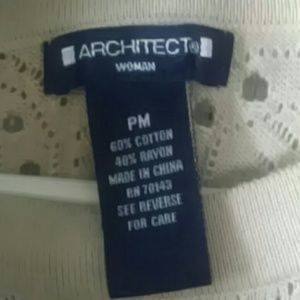 ARCHITECT®
WOMAN
PM
60% COTTON
40% RAYON
MADE IN CHINA
RN 70143
SEE REVERSE
FOR CARE